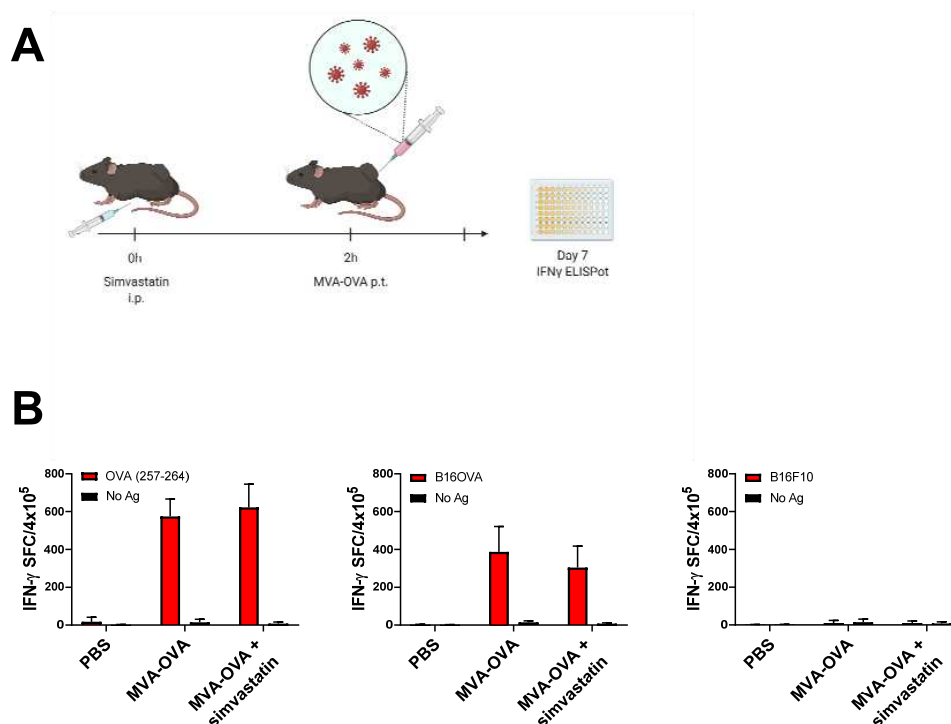 A
0h
Simvastatin
i.p.
2h
MVA-OVA p.t.
Day 7
IFNγ ELISPot
B
OVA (257-264)
No Ag
IFN-γ SFC/4x10⁵
800
600
400
200
0
PBS
MVA-OVA
MVA-OVA +
simvastatin
B16OVA
No Ag
IFN-γ SFC/4x10⁵
800
600
400
200
0
PBS
MVA-OVA
MVA-OVA +
simvastatin
B16F10
No Ag
IFN-γ SFC/4x10⁵
800
600
400
200
0
PBS
MVA-OVA
MVA-OVA +
simvastatin